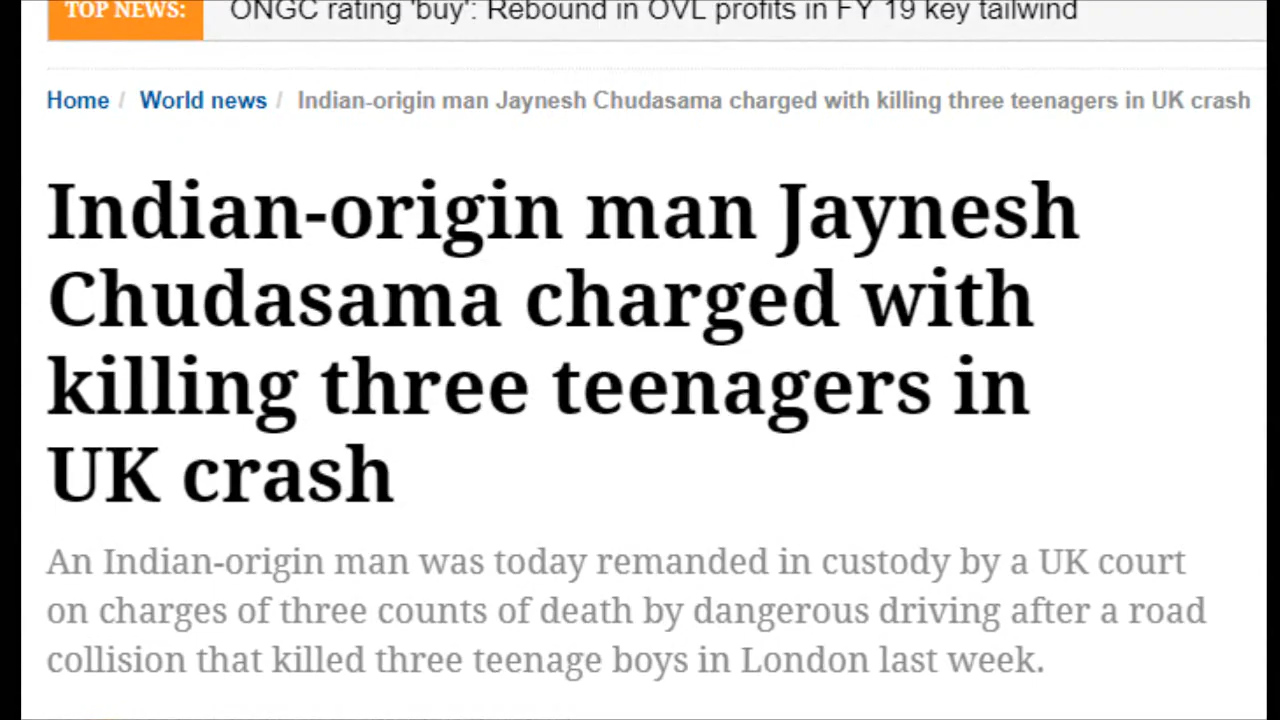 TOP NEWS: ONGC rating 'buy': Rebound in OVL profits in FY 19 key tailwind
Home / World news / Indian-origin man Jaynesh Chudasama charged with killing three teenagers in UK crash
Indian-origin man Jaynesh
Chudasama charged with
killing three teenagers in
UK crash
An Indian-origin man was today remanded in custody by a UK court
on charges of three counts of death by dangerous driving after a road
collision that killed three teenage boys in London last week.